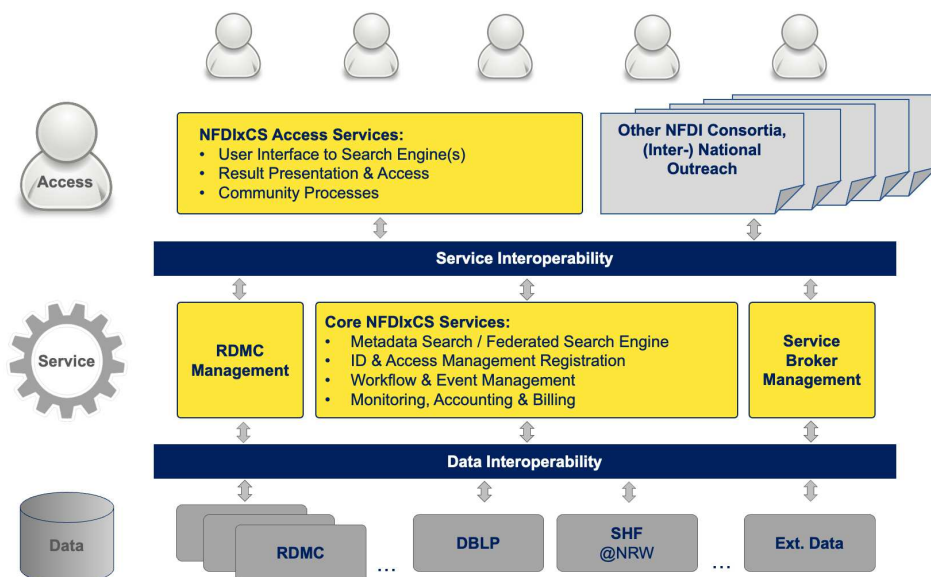 Access
NFDIxCS Access Services:
• User Interface to Search Engine(s)
• Result Presentation & Access
• Community Processes
Other NFDI Consortia,
(Inter-) National
Outreach
Service Interoperability
Service
RDMC
Management
Core NFDIxCS Services:
• Metadata Search / Federated Search Engine
• ID & Access Management Registration
• Workflow & Event Management
• Monitoring, Accounting & Billing
Service
Broker
Management
Data Interoperability
Data
RDMC
...
DBLP
SHF
@NRW
...
Ext. Data